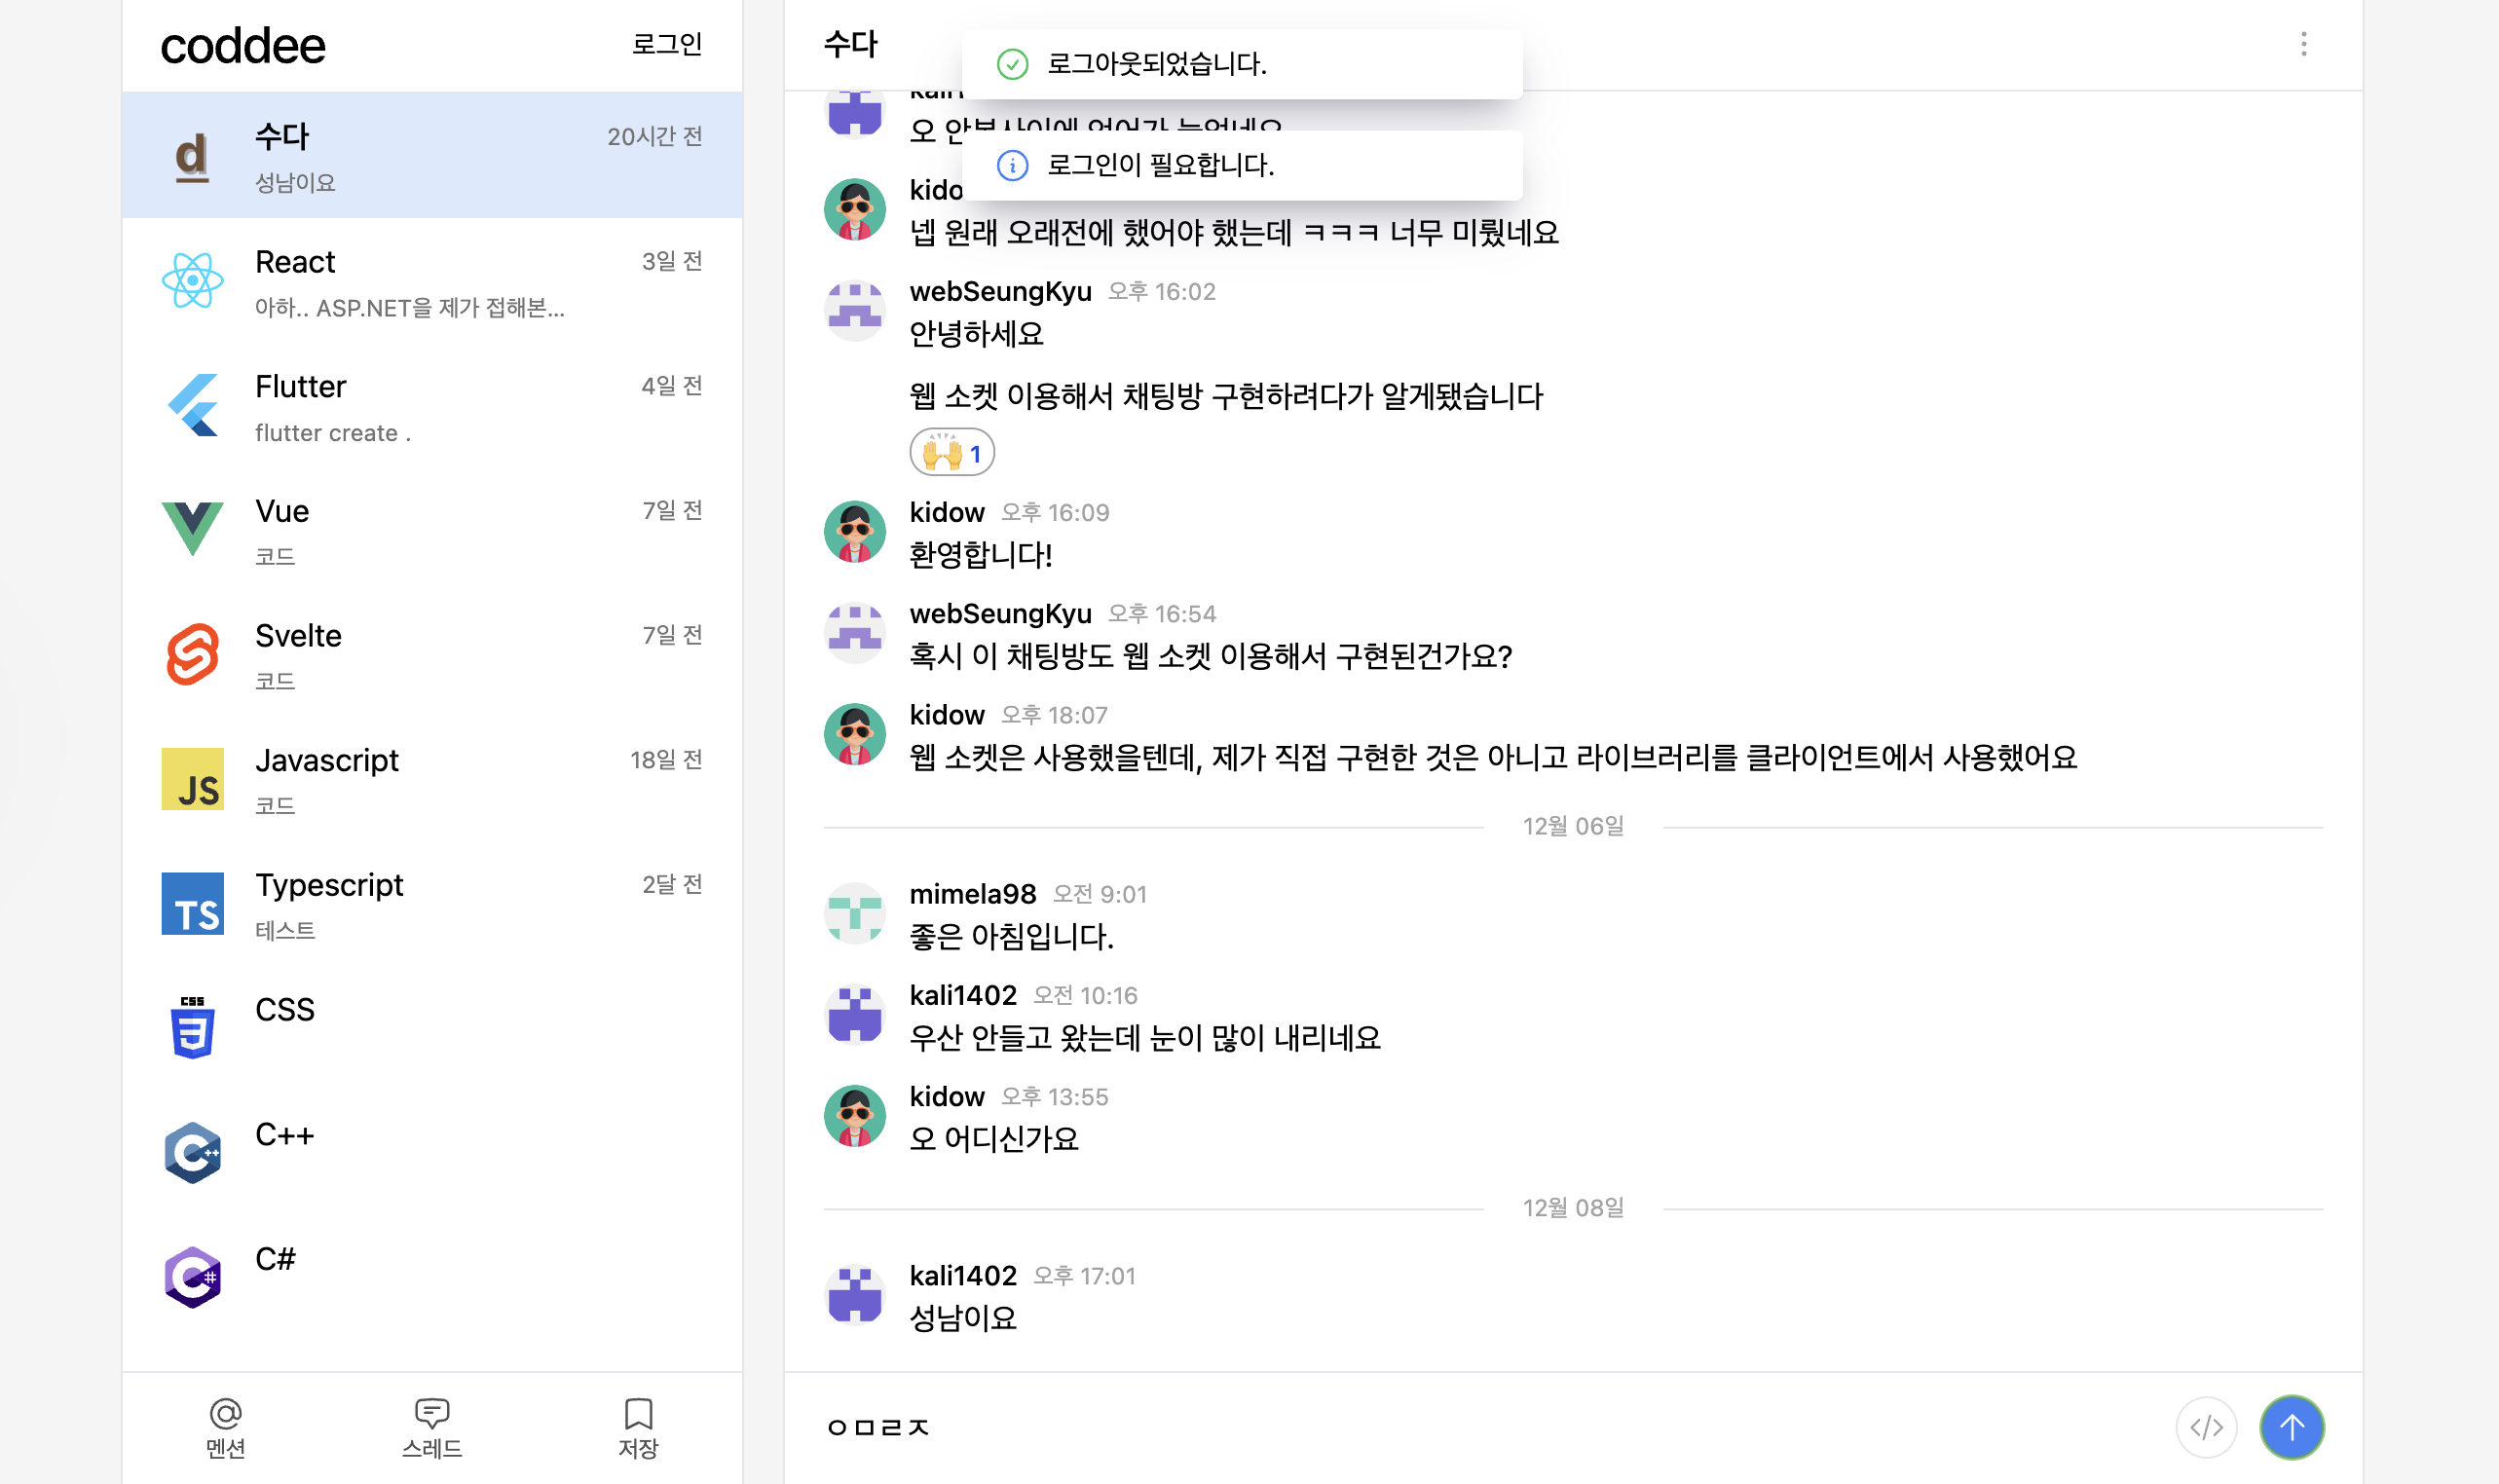 coddee
로그인
d
수다
20시간 전
성남이요
React
3일 전
아하.. ASP.NET을 제가 접해본...
Flutter
4일 전
flutter create .
Vue
7일 전
코드
Svelte
7일 전
코드
JS
Javascript
18일 전
코드
TS
Typescript
2달 전
테스트
CSS
CSS
C++
C++
C#
C#
멘션
스레드
저장
수다
로그아웃되었습니다.
로그인이 필요합니다.
kido
넵 원래 오래전에 했어야 했는데 ㅋㅋㅋ 너무 미뤘네요
webSeungKyu 오후 16:02
안녕하세요
웹 소켓 이용해서 채팅방 구현하려다가 알게됐습니다
1
kidow 오후 16:09
환영합니다!
webSeungKyu 오후 16:54
혹시 이 채팅방도 웹 소켓 이용해서 구현된건가요?
kidow 오후 18:07
웹 소켓은 사용했을텐데, 제가 직접 구현한 것은 아니고 라이브러리를 클라이언트에서 사용했어요
12월 06일
mimela98 오전 9:01
좋은 아침입니다.
kali1402 오전 10:16
우산 안들고 왔는데 눈이 많이 내리네요
kidow 오후 13:55
오 어디신가요
12월 08일
kali1402 오후 17:01
성남이요
ㅇㅁㄹㅈ